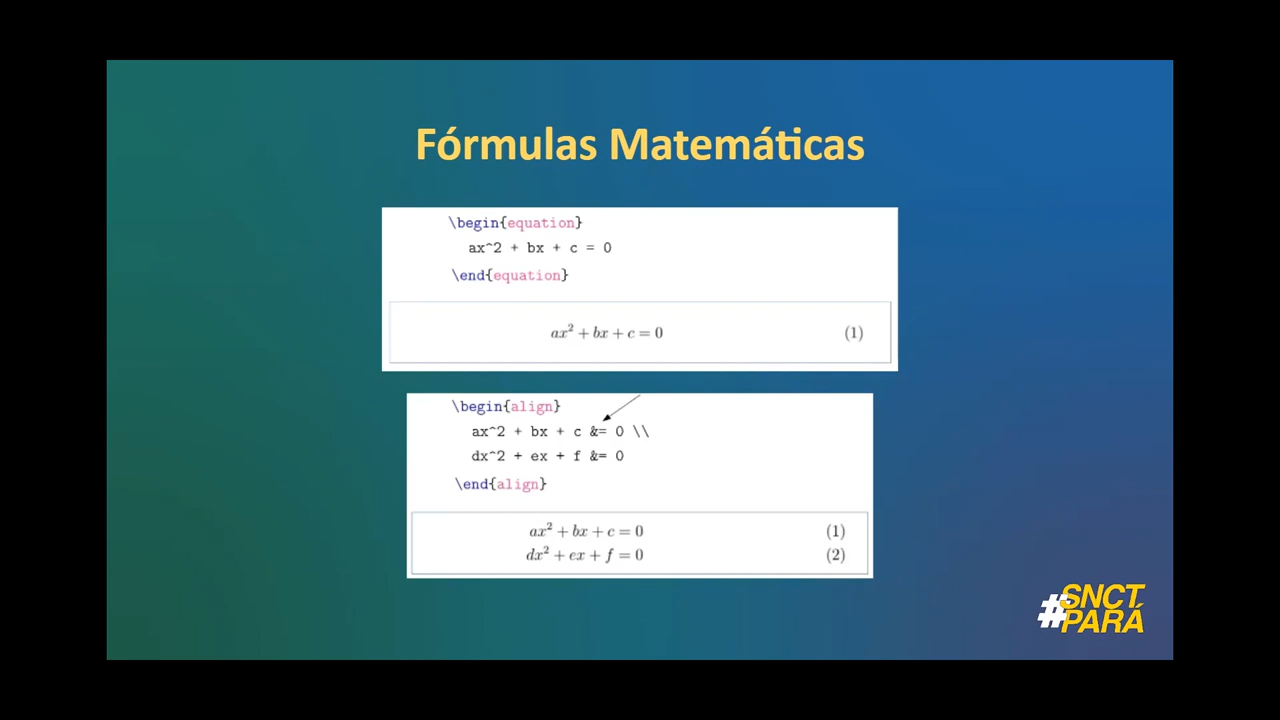 Fórmulas Matemáticas
\begin{equation}
ax^2 + bx + c = 0
\end{equation}
ax² + bx + c = 0 (1)
\begin{align}
ax^2 + bx + c &= 0 \\
dx^2 + ex + f &= 0
\end{align}
ax² + bx + c = 0 (1)
dx² + ex + f = 0 (2)
#SNCT
PARÁ